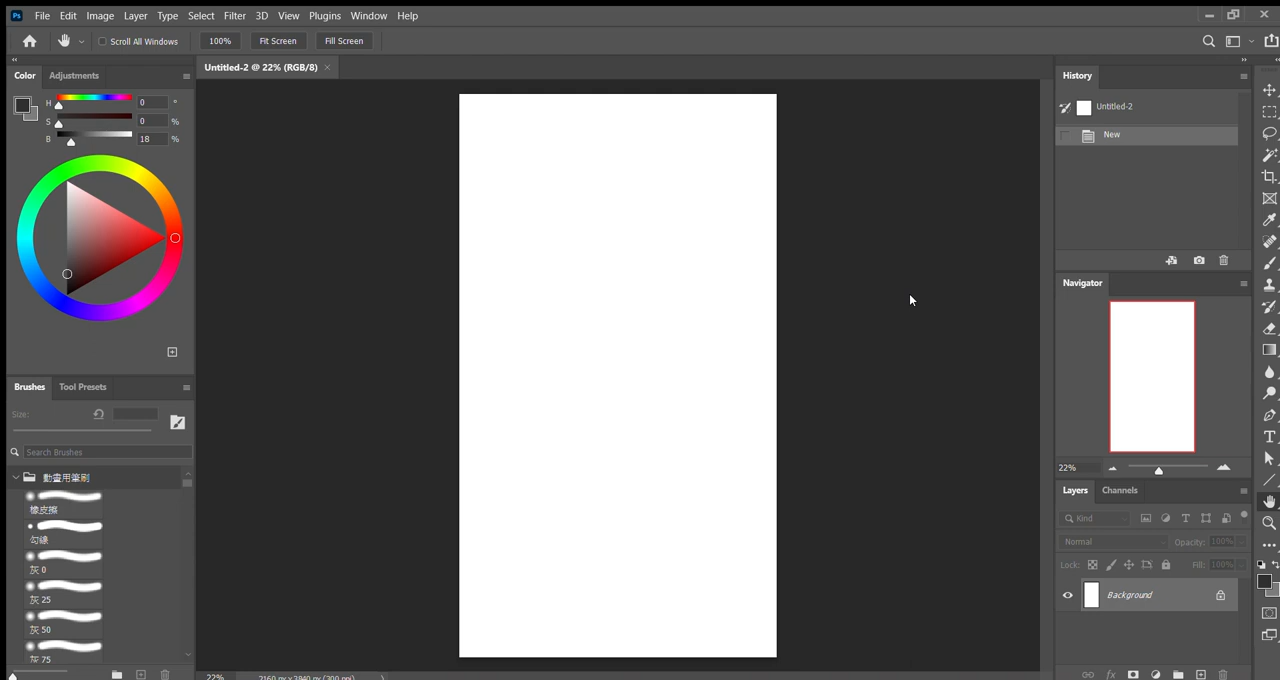 Ps File Edit Image Layer Type Select Filter 3D View Plugins Window Help
Scroll All Windows 100% Fit Screen Fill Screen
Untitled-2 @ 22% (RGB/8) ×
Color Adjustments
H 0 °
S 0 %
B 18 %
Brushes Tool Presets
Size:
Search Brushes
動畫用筆刷
橡皮擦
勾線
灰 0
灰 25
灰 50
灰 75
22% 2160 px x 3840 px (300 ppi)
History
Untitled-2
New
Navigator
22%
Layers Channels
Kind
Normal Opacity: 100%
Lock: Fill: 100%
Background
fx